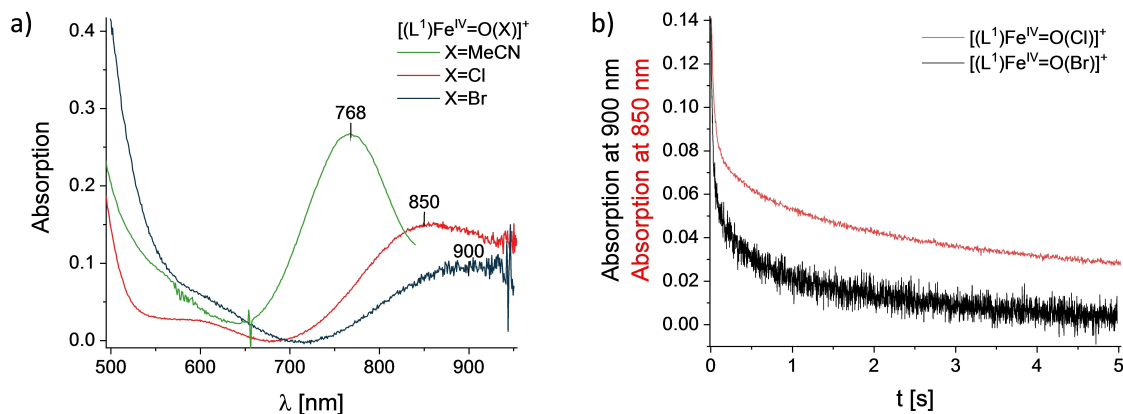 a)
[(L¹)Feᴵⱽ=O(X)]⁺
X=MeCN
X=Cl
X=Br
768
850
900
0.4
0.3
0.2
0.1
0.0
Absorption
500 600 700 800 900
λ [nm]
b)
[(L¹)Feᴵⱽ=O(Cl)]⁺
[(L¹)Feᴵⱽ=O(Br)]⁺
0.14
0.12
0.10
0.08
0.06
0.04
0.02
0.00
Absorption at 900 nm
Absorption at 850 nm
0 1 2 3 4 5
t [s]